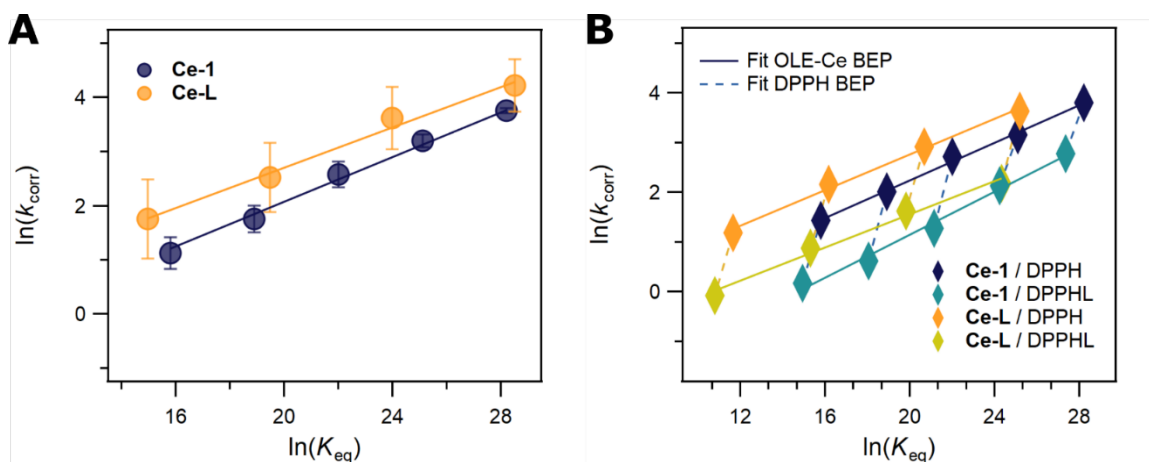 A
Ce-1
Ce-L
ln(k_corr)
4
2
0
16 20 24 28
ln(K_eq)
B
Fit OLE-Ce BEP
Fit DPPH BEP
ln(k_corr)
4
2
0
Ce-1 / DPPH
Ce-1 / DPPHL
Ce-L / DPPH
Ce-L / DPPHL
12 16 20 24 28
ln(K_eq)